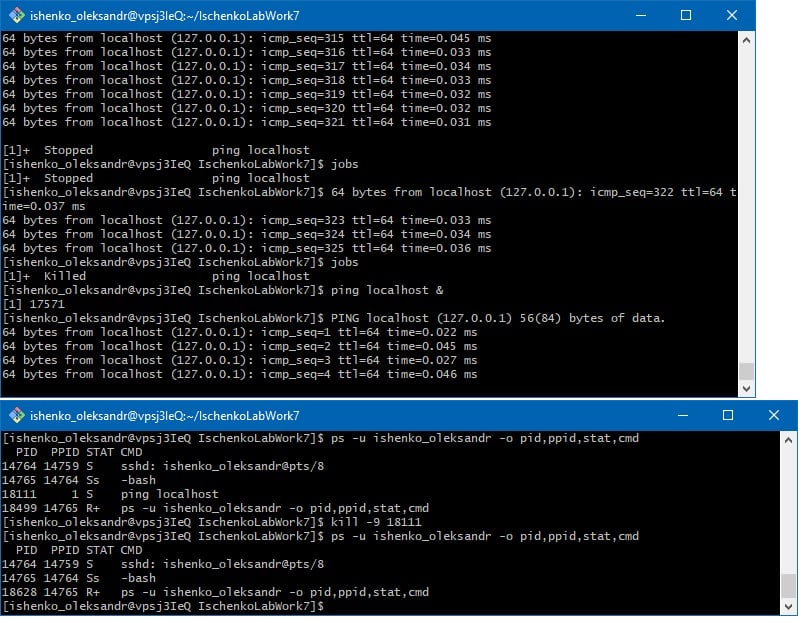 ishenko_oleksandr@vpsj3IeQ:~/IschenkoLabWork7
64 bytes from localhost (127.0.0.1): icmp_seq=315 ttl=64 time=0.045 ms
64 bytes from localhost (127.0.0.1): icmp_seq=316 ttl=64 time=0.033 ms
64 bytes from localhost (127.0.0.1): icmp_seq=317 ttl=64 time=0.034 ms
64 bytes from localhost (127.0.0.1): icmp_seq=318 ttl=64 time=0.033 ms
64 bytes from localhost (127.0.0.1): icmp_seq=319 ttl=64 time=0.032 ms
64 bytes from localhost (127.0.0.1): icmp_seq=320 ttl=64 time=0.032 ms
64 bytes from localhost (127.0.0.1): icmp_seq=321 ttl=64 time=0.031 ms
[1]+  Stopped                 ping localhost
[ishenko_oleksandr@vpsj3IeQ IschenkoLabWork7]$ jobs
[1]+  Stopped                 ping localhost
[ishenko_oleksandr@vpsj3IeQ IschenkoLabWork7]$ 64 bytes from localhost (127.0.0.1): icmp_seq=322 ttl=64 t
ime=0.037 ms
64 bytes from localhost (127.0.0.1): icmp_seq=323 ttl=64 time=0.033 ms
64 bytes from localhost (127.0.0.1): icmp_seq=324 ttl=64 time=0.034 ms
64 bytes from localhost (127.0.0.1): icmp_seq=325 ttl=64 time=0.036 ms
[ishenko_oleksandr@vpsj3IeQ IschenkoLabWork7]$ jobs
[1]+  Killed                  ping localhost
[ishenko_oleksandr@vpsj3IeQ IschenkoLabWork7]$ ping localhost &
[1] 17571
[ishenko_oleksandr@vpsj3IeQ IschenkoLabWork7]$ PING localhost (127.0.0.1) 56(84) bytes of data.
64 bytes from localhost (127.0.0.1): icmp_seq=1 ttl=64 time=0.022 ms
64 bytes from localhost (127.0.0.1): icmp_seq=2 ttl=64 time=0.045 ms
64 bytes from localhost (127.0.0.1): icmp_seq=3 ttl=64 time=0.027 ms
64 bytes from localhost (127.0.0.1): icmp_seq=4 ttl=64 time=0.046 ms
ishenko_oleksandr@vpsj3IeQ:~/IschenkoLabWork7
[ishenko_oleksandr@vpsj3IeQ IschenkoLabWork7]$ ps -u ishenko_oleksandr -o pid,ppid,stat,cmd
  PID  PPID STAT CMD
14764 14759 S    sshd: ishenko_oleksandr@pts/8
14765 14764 Ss   -bash
18111     1 S    ping localhost
18499 14765 R+   ps -u ishenko_oleksandr -o pid,ppid,stat,cmd
[ishenko_oleksandr@vpsj3IeQ IschenkoLabWork7]$ kill -9 18111
[ishenko_oleksandr@vpsj3IeQ IschenkoLabWork7]$ ps -u ishenko_oleksandr -o pid,ppid,stat,cmd
  PID  PPID STAT CMD
14764 14759 S    sshd: ishenko_oleksandr@pts/8
14765 14764 Ss   -bash
18628 14765 R+   ps -u ishenko_oleksandr -o pid,ppid,stat,cmd
[ishenko_oleksandr@vpsj3IeQ IschenkoLabWork7]$